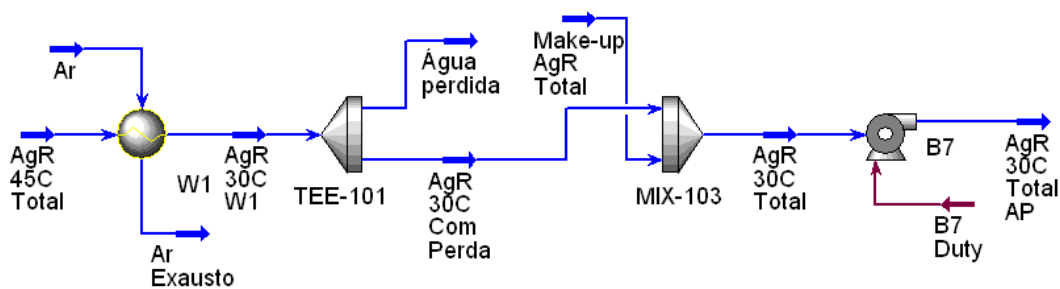 Ar
AgR
45C
Total
W1
Ar
Exausto
AgR
30C
W1
TEE-101
Água
perdida
AgR
30C
Com
Perda
Make-up
AgR
Total
MIX-103
AgR
30C
Total
B7
B7
Duty
AgR
30C
Total
AP